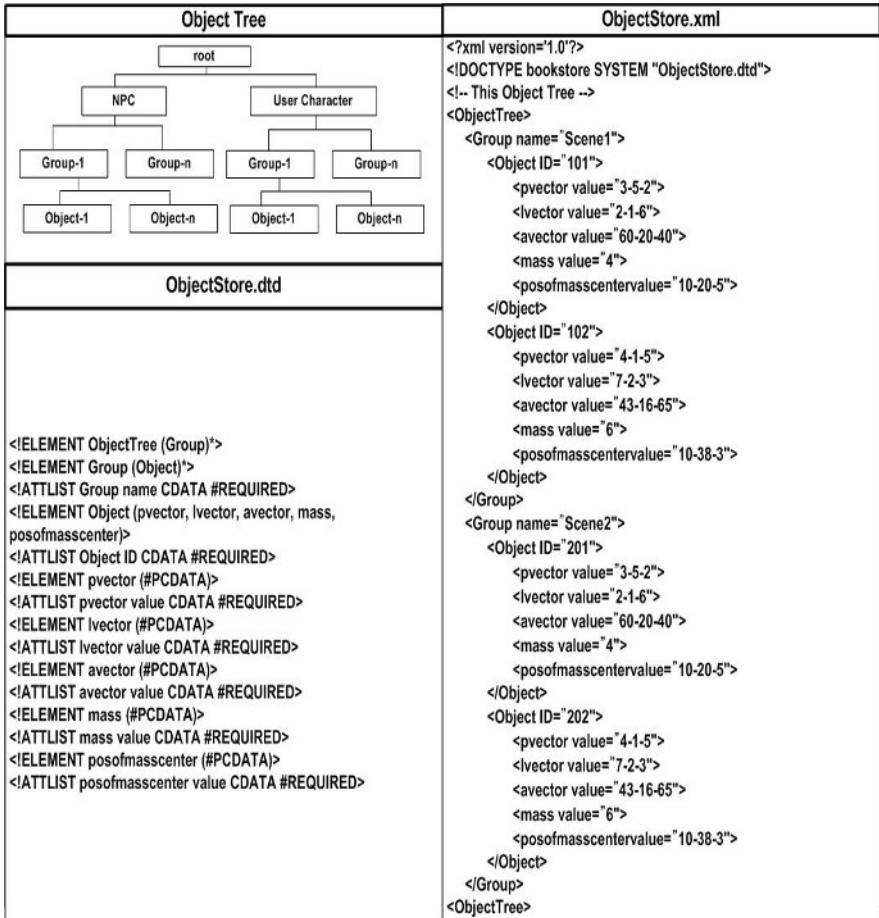 Object Tree
root
NPC
User Character
Group-1
Group-n
Group-1
Group-n
Object-1
Object-n
Object-1
Object-n
ObjectStore.dtd
<!ELEMENT ObjectTree (Group)*>
<!ELEMENT Group (Object)*>
<!ATTLIST Group name CDATA #REQUIRED>
<!ELEMENT Object (pvector, lvector, avector, mass,
posofmasscenter)>
<!ATTLIST Object ID CDATA #REQUIRED>
<!ELEMENT pvector (#PCDATA)>
<!ATTLIST pvector value CDATA #REQUIRED>
<!ELEMENT lvector (#PCDATA)>
<!ATTLIST lvector value CDATA #REQUIRED>
<!ELEMENT avector (#PCDATA)>
<!ATTLIST avector value CDATA #REQUIRED>
<!ELEMENT mass (#PCDATA)>
<!ATTLIST mass value CDATA #REQUIRED>
<!ELEMENT posofmasscenter (#PCDATA)>
<!ATTLIST posofmasscenter value CDATA #REQUIRED>
ObjectStore.xml
<?xml version='1.0'?>
<!DOCTYPE bookstore SYSTEM "ObjectStore.dtd">
<!-- This Object Tree -->
<ObjectTree>
<Group name="Scene1">
<Object ID="101">
<pvector value="3-5-2">
<lvector value="2-1-6">
<avector value="60-20-40">
<mass value="4">
<posofmasscentervalue="10-20-5">
</Object>
<Object ID="102">
<pvector value="4-1-5">
<lvector value="7-2-3">
<avector value="43-16-65">
<mass value="6">
<posofmasscentervalue="10-38-3">
</Object>
</Group>
<Group name="Scene2">
<Object ID="201">
<pvector value="3-5-2">
<lvector value="2-1-6">
<avector value="60-20-40">
<mass value="4">
<posofmasscentervalue="10-20-5">
</Object>
<Object ID="202">
<pvector value="4-1-5">
<lvector value="7-2-3">
<avector value="43-16-65">
<mass value="6">
<posofmasscentervalue="10-38-3">
</Object>
</Group>
<ObjectTree>